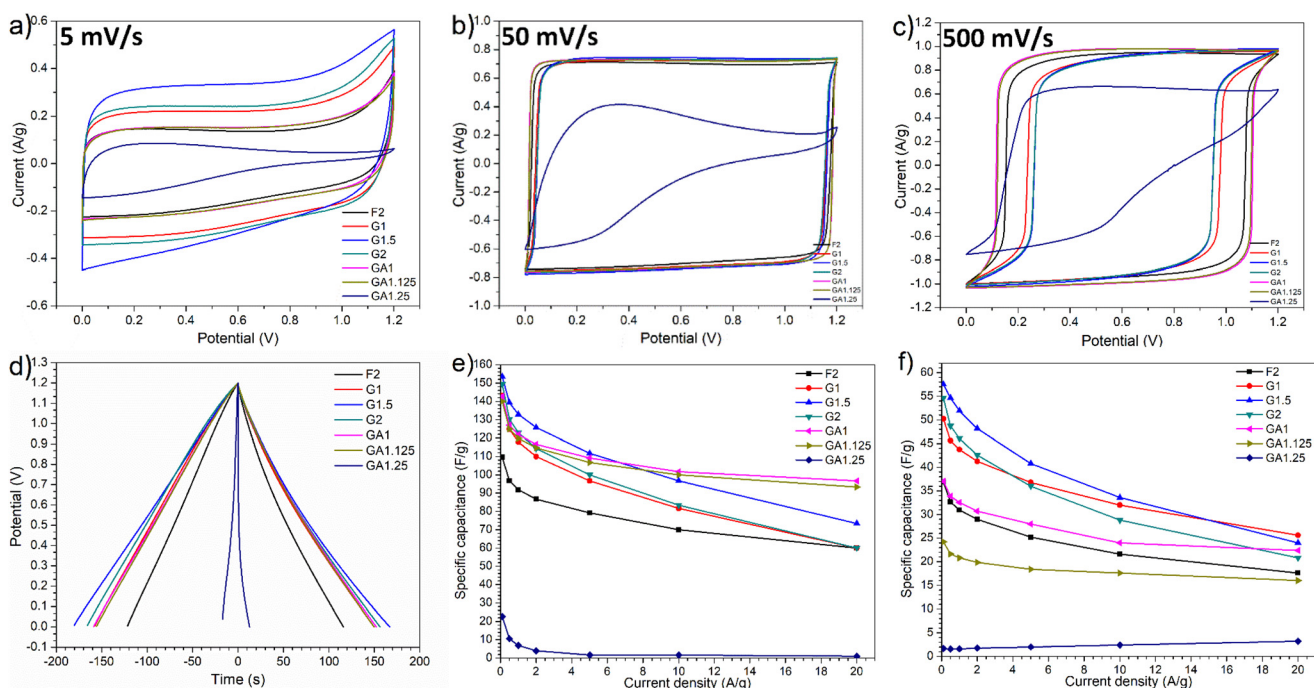 a)
5 mV/s
0.6
0.4
0.2
0.0
-0.2
-0.4
-0.6
Current (A/g)
0.0 0.2 0.4 0.6 0.8 1.0 1.2
Potential (V)
F2
G1
G1.5
G2
GA1
GA1.125
GA1.25
b)
50 mV/s
1.0
0.8
0.6
0.4
0.2
0.0
-0.2
-0.4
-0.6
-0.8
-1.0
Current (A/g)
0.0 0.2 0.4 0.6 0.8 1.0 1.2
Potential (V)
F2
G1
G1.5
G2
GA1
GA1.125
GA1.25
c)
500 mV/s
1.2
1.0
0.8
0.6
0.4
0.2
0.0
-0.2
-0.4
-0.6
-0.8
-1.0
-1.2
Current (A/g)
0.0 0.2 0.4 0.6 0.8 1.0 1.2
Potential (V)
F2
G1
G1.5
G2
GA1
GA1.125
GA1.25
d)
1.3
1.2
1.1
1.0
0.9
0.8
0.7
0.6
0.5
0.4
0.3
0.2
0.1
0.0
-0.1
Potential (V)
-200 -150 -100 -50 0 50 100 150 200
Time (s)
F2
G1
G1.5
G2
GA1
GA1.125
GA1.25
e)
160
150
140
130
120
110
100
90
80
70
60
50
40
30
20
10
0
Specific capacitance (F/g)
0 2 4 6 8 10 12 14 16 18 20
Current density (A/g)
F2
G1
G1.5
G2
GA1
GA1.125
GA1.25
f)
60
55
50
45
40
35
30
25
20
15
10
5
0
Specific capacitance (F/g)
0 2 4 6 8 10 12 14 16 18 20
Current density (A/g)
F2
G1
G1.5
G2
GA1
GA1.125
GA1.25